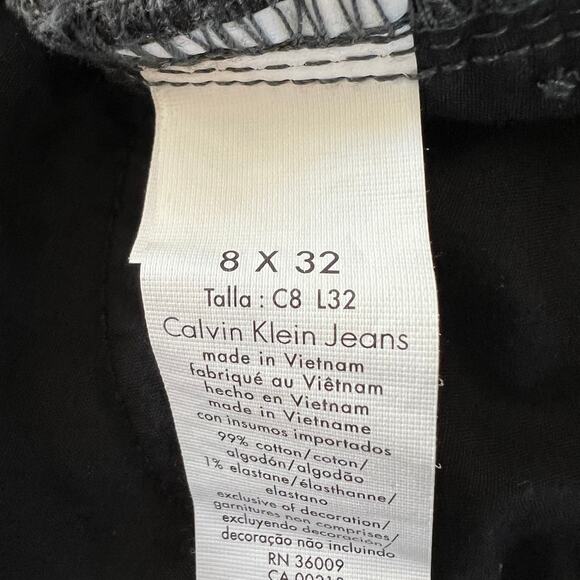 8 X 32
Talla : C8 L32
Calvin Klein Jeans
made in Vietnam
fabriqué au Viêtnam
hecho en Vietnam
made in Vietname
con insumos importados
99% cotton/coton/
algodón/algodão
1% elastane/élasthanne/
elastano
exclusive of decoration/
garnitures non comprises/
excluyendo decoración/
decoração não incluindo
RN 36009
CA